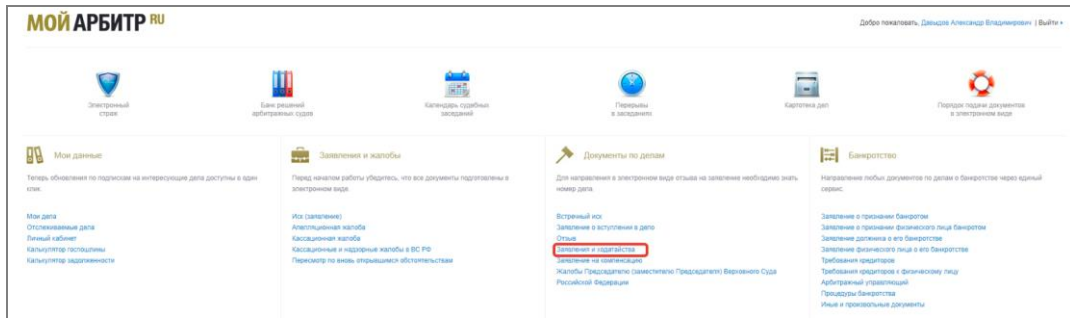 МОЙ АРБИТР RU
Добро пожаловать, Давыдов Александр Владимирович | Выйти
Электронный
страж
Банк решений
арбитражных судов
Календарь судебных
заседаний
Перерывы
в заседаниях
Картотека дел
Порядок подачи документов
в электронном виде
Мои данные
Теперь обновления по подпискам на интересующие дела доступны в один
клик.
Мои дела
Отслеживаемые дела
Личный кабинет
Калькулятор госпошлины
Калькулятор задолженности
Заявления и жалобы
Перед началом работы убедитесь, что все документы подготовлены в
электронном виде.
Иск (заявление)
Апелляционная жалоба
Кассационная жалоба
Кассационные и надзорные жалобы в ВС РФ
Пересмотр по вновь открывшимся обстоятельствам
Документы по делам
Для направления в электронном виде отзыва на заявление необходимо знать
номер дела.
Встречный иск
Заявление о вступлении в дело
Отзыв
Заявления и ходатайства
Заявление на компенсацию
Жалобы Председателю (заместителю Председателя) Верховного Суда
Российской Федерации
Банкротство
Направление любых документов по делам о банкротстве через единый
сервис.
Заявление о признании банкротом
Заявление о признании физического лица банкротом
Заявление должника о его банкротстве
Заявление физического лица о его банкротстве
Требования кредиторов
Требования кредиторов к физическому лицу
Арбитражный управляющий
Процедуры банкротства
Иные и произвольные документы